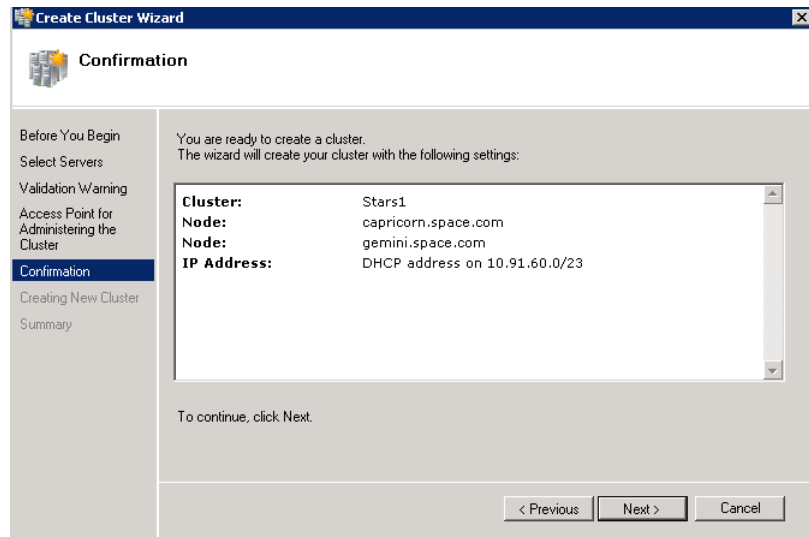 Create Cluster Wizard
Confirmation
Before You Begin
Select Servers
Validation Warning
Access Point for
Administering the
Cluster
Confirmation
Creating New Cluster
Summary
You are ready to create a cluster.
The wizard will create your cluster with the following settings:
Cluster: Stars1
Node: capricorn.space.com
Node: gemini.space.com
IP Address: DHCP address on 10.91.60.0/23
To continue, click Next.
< Previous
Next >
Cancel